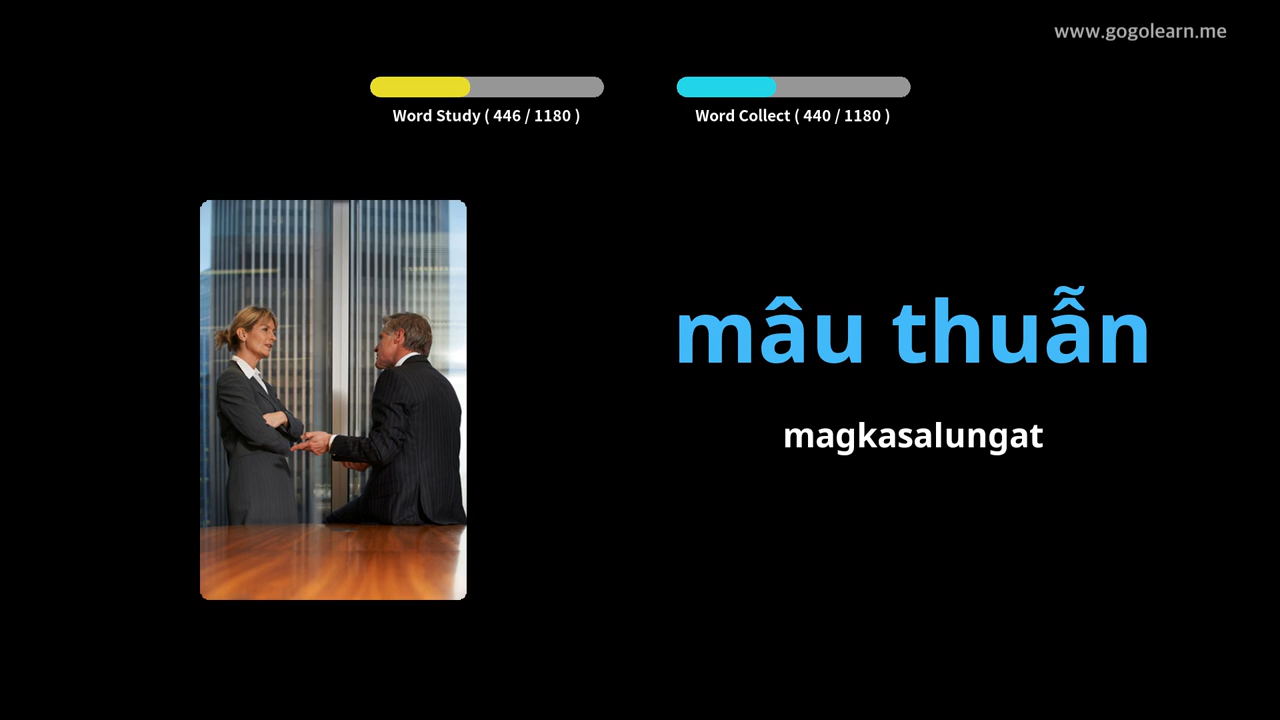 www.gogolearn.me
Word Study ( 446 / 1180 )
Word Collect ( 440 / 1180 )
mâu thuẫn
magkasalungat